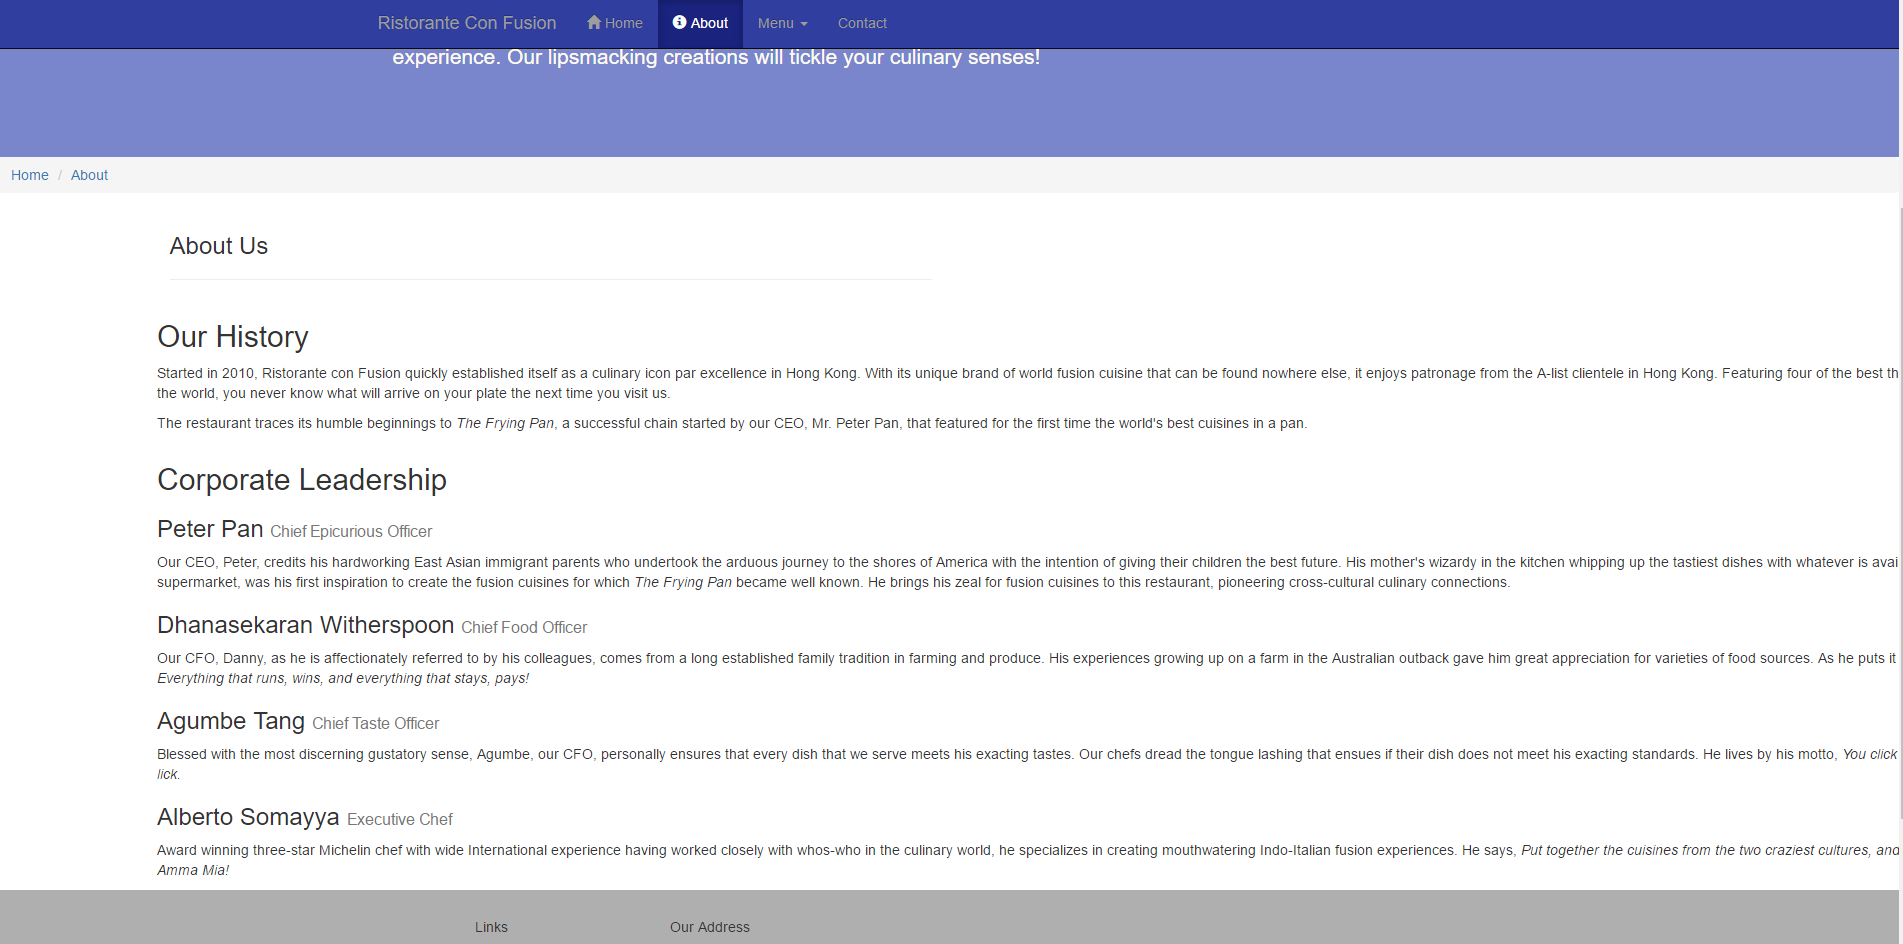 Ristorante Con Fusion Home About Menu Contact
experience. Our lipsmacking creations will tickle your culinary senses!
Home / About
About Us
Our History
Started in 2010, Ristorante con Fusion quickly established itself as a culinary icon par excellence in Hong Kong. With its unique brand of world fusion cuisine that can be found nowhere else, it enjoys patronage from the A-list clientele in Hong Kong. Featuring four of the best th
the world, you never know what will arrive on your plate the next time you visit us.
The restaurant traces its humble beginnings to The Frying Pan, a successful chain started by our CEO, Mr. Peter Pan, that featured for the first time the world's best cuisines in a pan.
Corporate Leadership
Peter Pan Chief Epicurious Officer
Our CEO, Peter, credits his hardworking East Asian immigrant parents who undertook the arduous journey to the shores of America with the intention of giving their children the best future. His mother's wizardy in the kitchen whipping up the tastiest dishes with whatever is avai
supermarket, was his first inspiration to create the fusion cuisines for which The Frying Pan became well known. He brings his zeal for fusion cuisines to this restaurant, pioneering cross-cultural culinary connections.
Dhanasekaran Witherspoon Chief Food Officer
Our CFO, Danny, as he is affectionately referred to by his colleagues, comes from a long established family tradition in farming and produce. His experiences growing up on a farm in the Australian outback gave him great appreciation for varieties of food sources. As he puts it
Everything that runs, wins, and everything that stays, pays!
Agumbe Tang Chief Taste Officer
Blessed with the most discerning gustatory sense, Agumbe, our CFO, personally ensures that every dish that we serve meets his exacting tastes. Our chefs dread the tongue lashing that ensues if their dish does not meet his exacting standards. He lives by his motto, You click
lick.
Alberto Somayya Executive Chef
Award winning three-star Michelin chef with wide International experience having worked closely with whos-who in the culinary world, he specializes in creating mouthwatering Indo-Italian fusion experiences. He says, Put together the cuisines from the two craziest cultures, and
Amma Mia!
Links Our Address